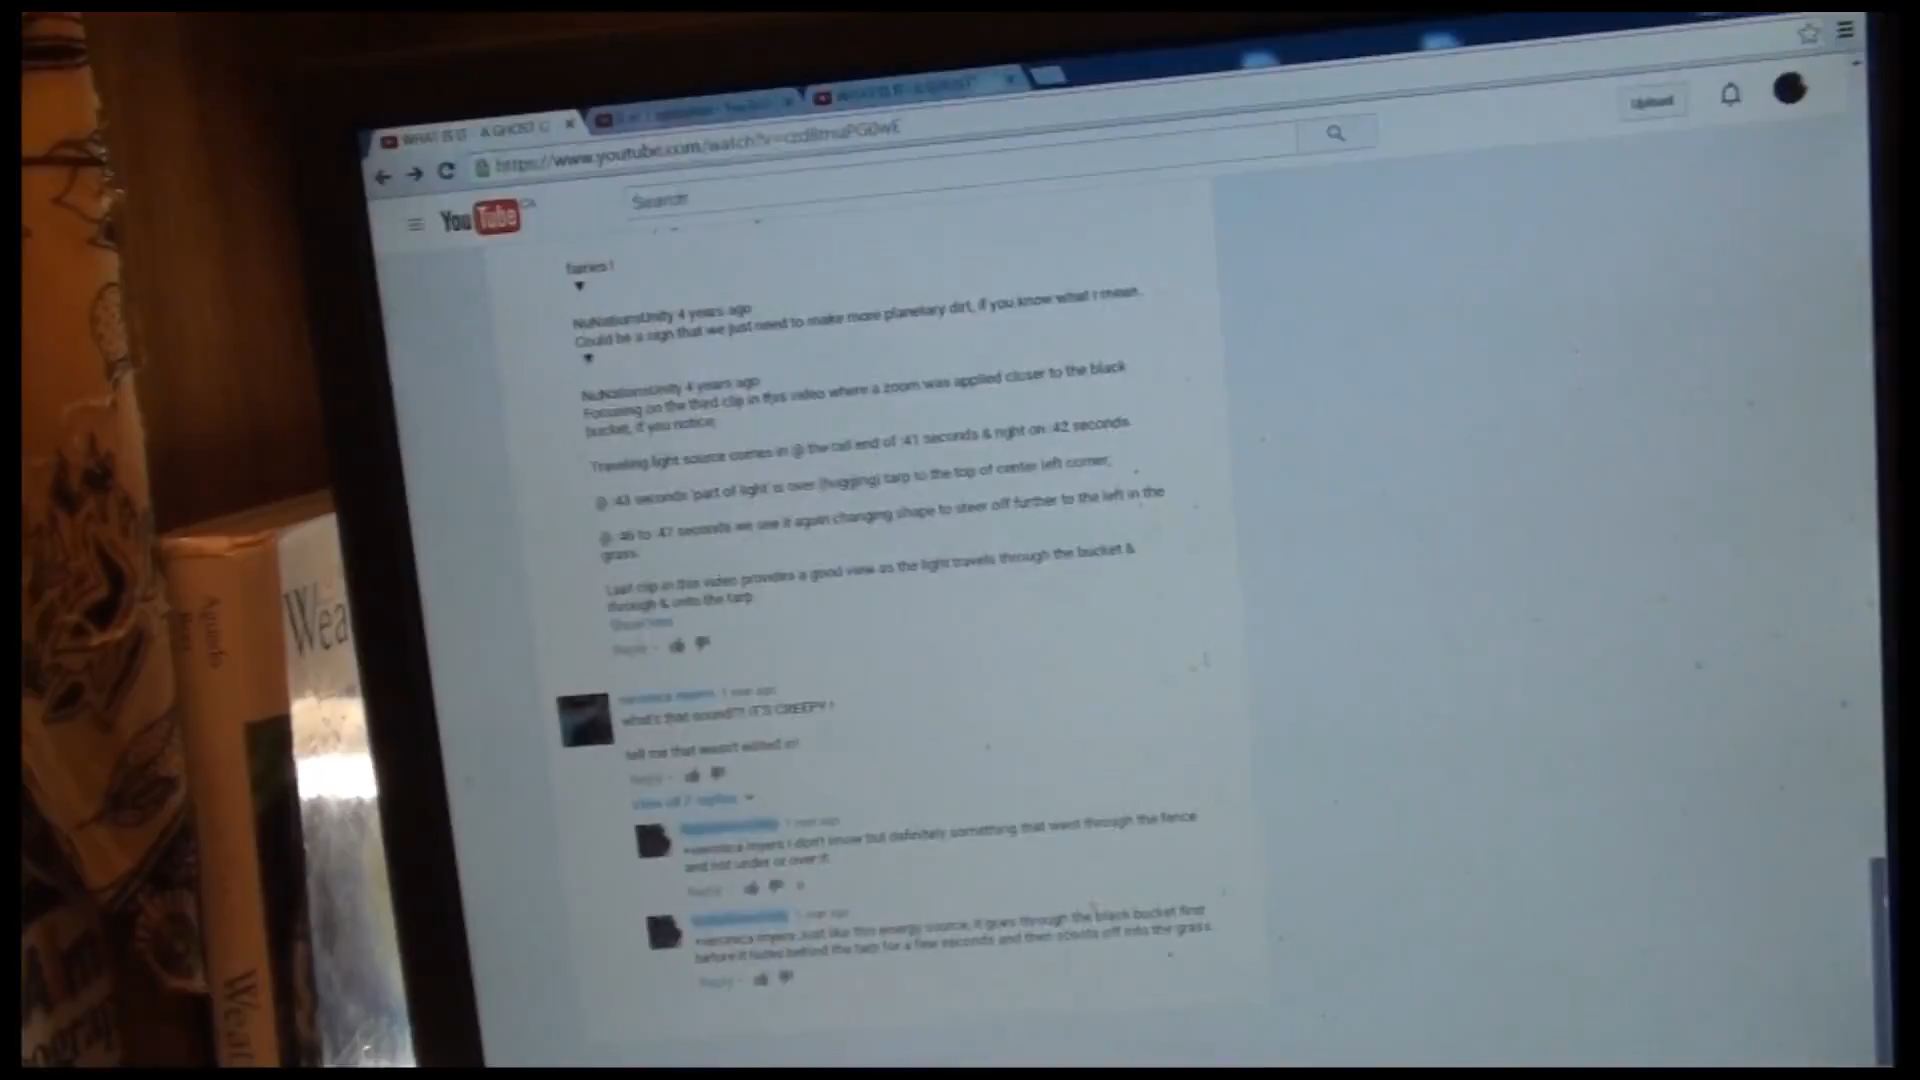 WHAT IS IT - A GHOST
https://www.youtube.com/watch?v=
Upload
YouTube CA
Search
fairies !
NuNationsUnity 4 years ago
Could be a sign that we just need to make more planetary dirt, if you know what I mean.
NuNationsUnity 4 years ago
Focusing on the third clip in this video where a zoom was applied closer to the black
bucket, if you notice;
Traveling light source comes in @ the tail end of :41 seconds & right on :42 seconds.
@ :43 seconds 'part of light' is over (hugging) tarp to the top of center left corner;
@ :46 to :47 seconds we see it again changing shape to steer off further to the left in the
grass.
Last clip in this video provides a good view as the light travels through the bucket &
through & onto the tarp.
Show less
Reply
veronica myers 1 year ago
what's that sound?!! IT'S CREEPY !
tell me that wasn't edited in!
Reply
View all 7 replies
1 year ago
+veronica myers I don't know but definitely something that went through the fence
and not under or over it.
Reply
1 year ago
+veronica myers Just like this energy source, it goes through the black bucket first
before it hides behind the tarp for a few seconds and then scoots off into the grass.
Reply
Wea
Weat